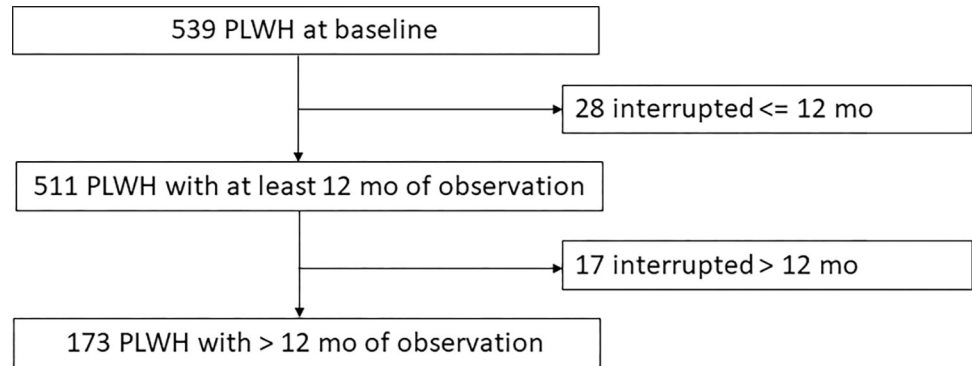 539 PLWH at baseline
28 interrupted <= 12 mo
511 PLWH with at least 12 mo of observation
17 interrupted > 12 mo
173 PLWH with > 12 mo of observation